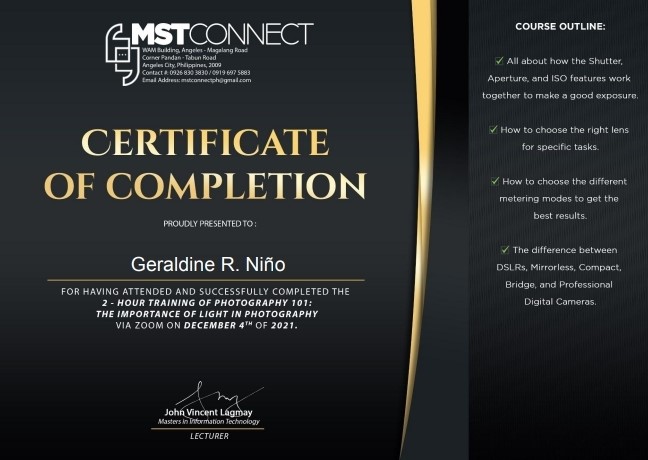 MSTCONNECT
WAM Building, Angeles - Magalang Road
Corner Pandan - Tabun Road
Angeles City, Philippines, 2009
Contact #: 0926 830 3830 / 0919 697 5883
Email Address: mstconnectph@gmail.com
CERTIFICATE
OF COMPLETION
PROUDLY PRESENTED TO :
Geraldine R. Niño
FOR HAVING ATTENDED AND SUCCESSFULLY COMPLETED THE
2 - HOUR TRAINING OF PHOTOGRAPHY 101:
THE IMPORTANCE OF LIGHT IN PHOTOGRAPHY
VIA ZOOM ON DECEMBER 4TH OF 2021.
John Vincent Lagmay
Masters in Information Technology
LECTURER
COURSE OUTLINE:
All about how the Shutter,
Aperture, and ISO features work
together to make a good exposure.
How to choose the right lens
for specific tasks.
How to choose the different
metering modes to get the
best results.
The difference between
DSLRs, Mirrorless, Compact,
Bridge, and Professional
Digital Cameras.